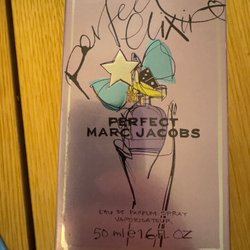 perfect
elixir
PERFECT
MARC JACOBS
EAU DE PARFUM SPRAY
VAPORISATEUR
50 ml e 1.6 FL. OZ